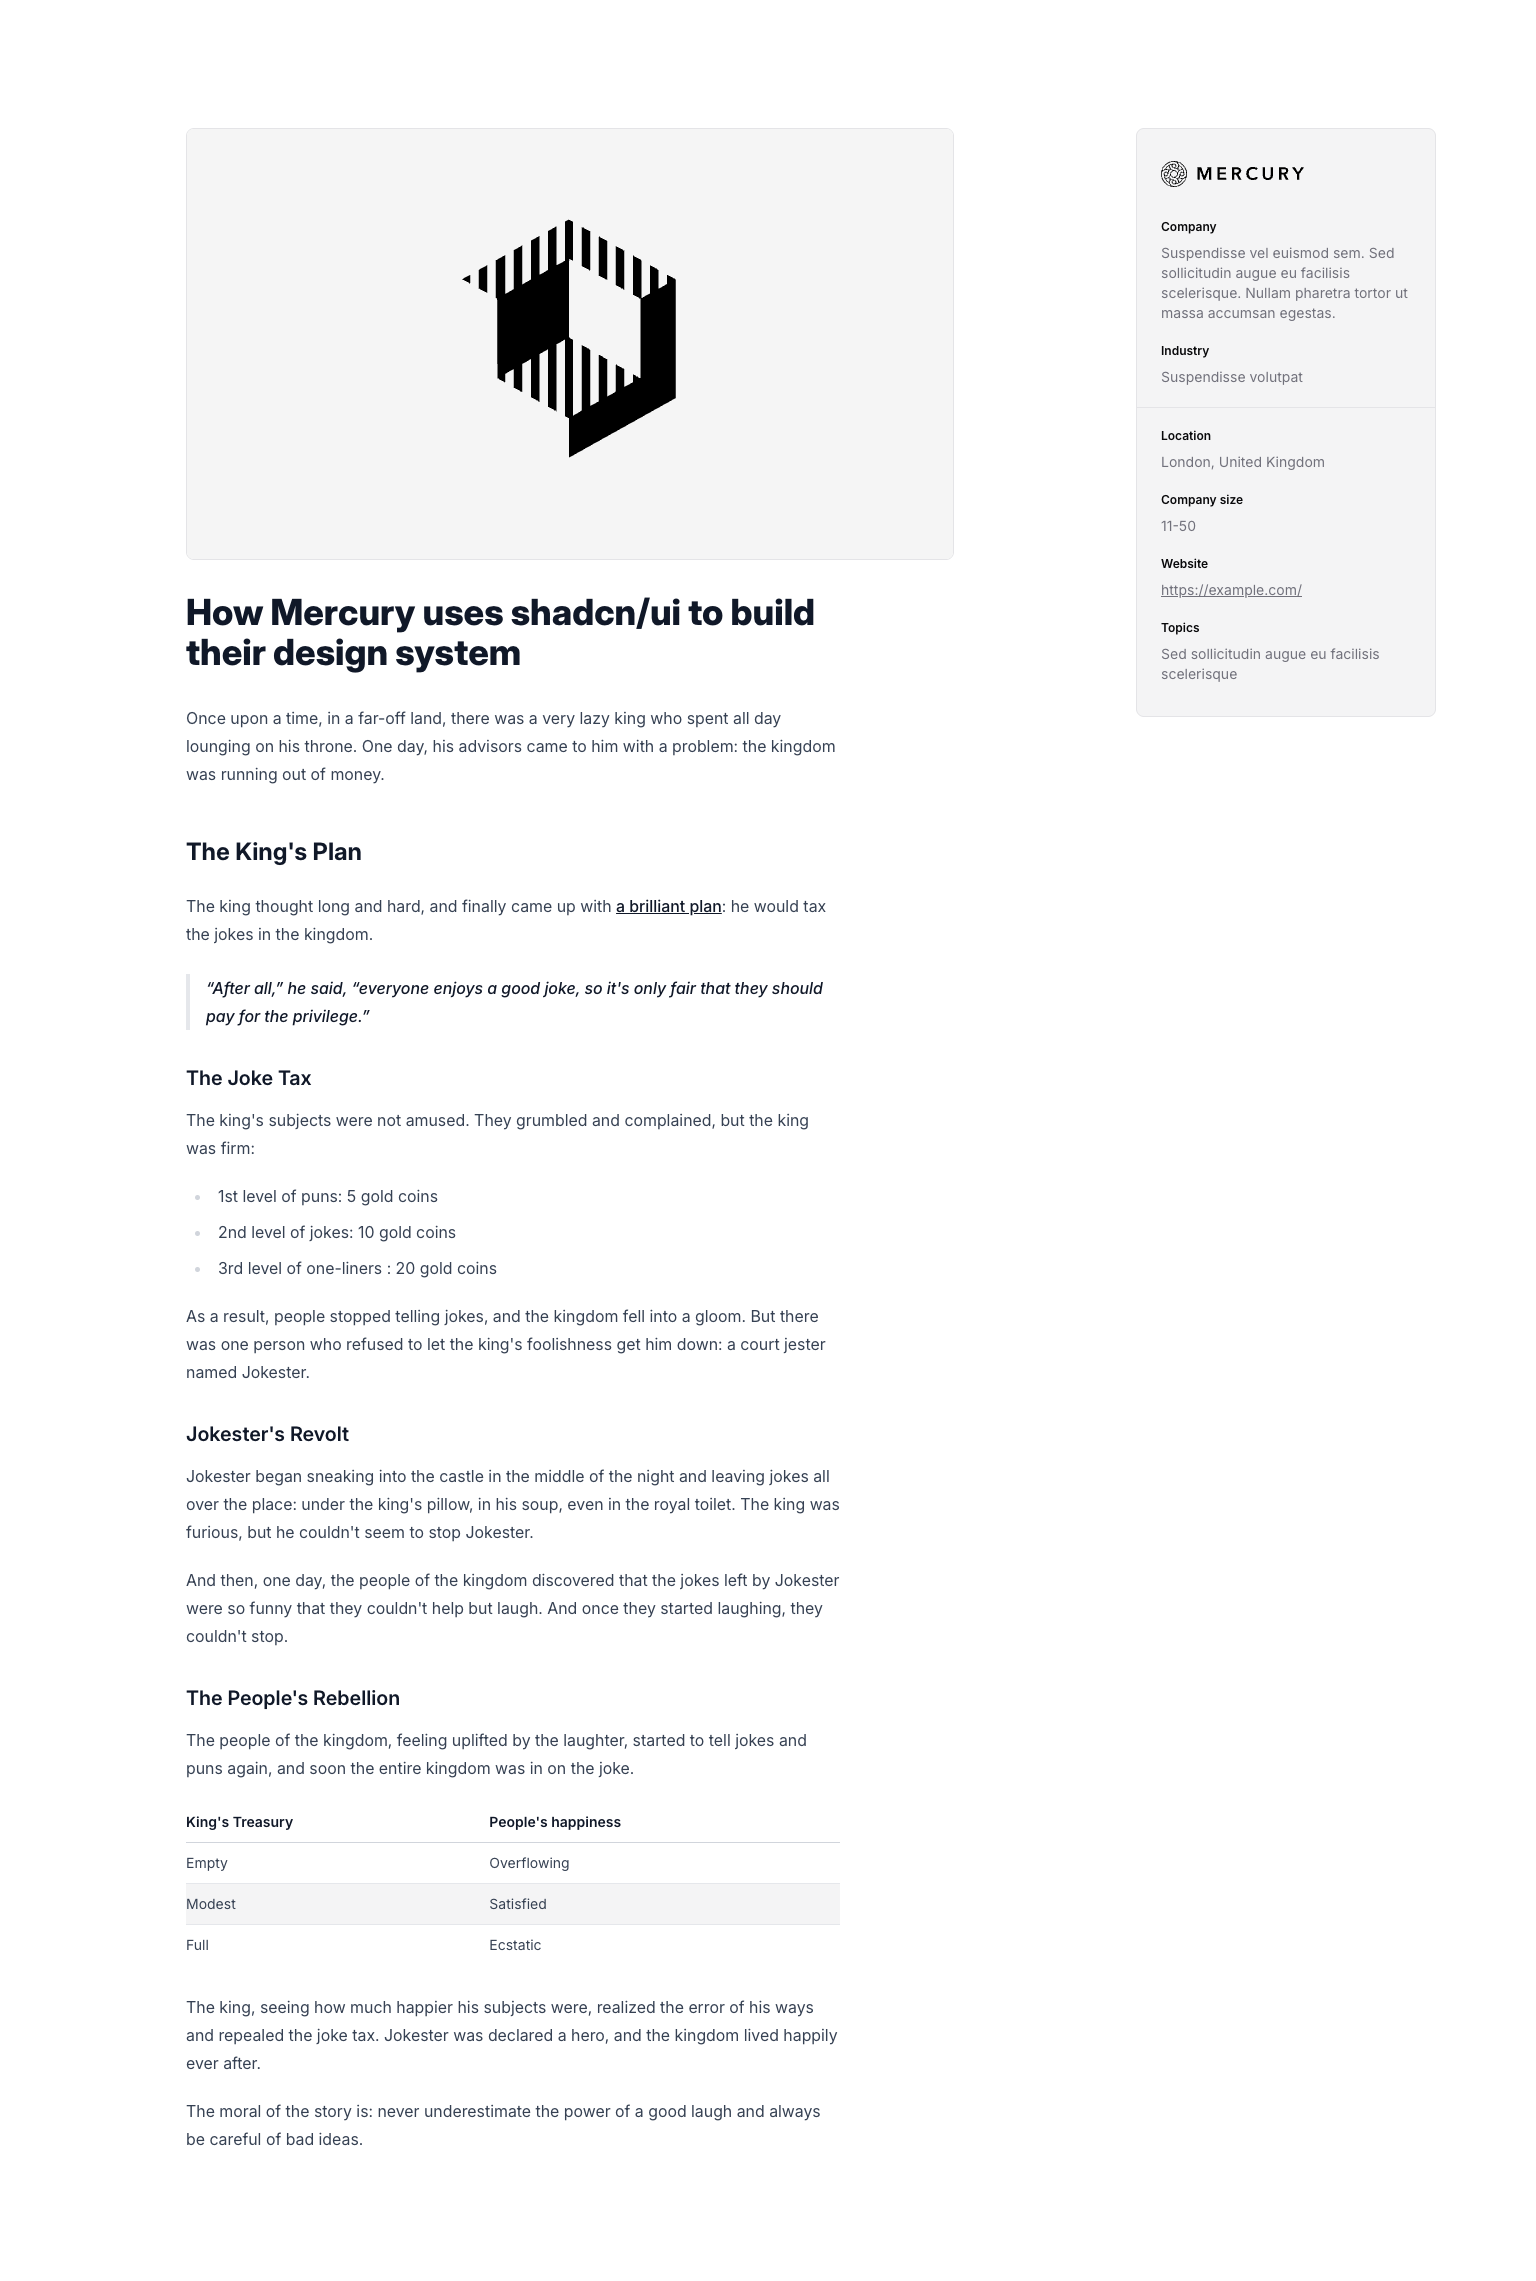 How Mercury uses shadcn/ui to build
their design system
Once upon a time, in a far-off land, there was a very lazy king who spent all day
lounging on his throne. One day, his advisors came to him with a problem: the kingdom
was running out of money.
The King's Plan
The king thought long and hard, and finally came up with a brilliant plan: he would tax
the jokes in the kingdom.
“After all,” he said, “everyone enjoys a good joke, so it's only fair that they should
pay for the privilege.”
The Joke Tax
The king's subjects were not amused. They grumbled and complained, but the king
was firm:
1st level of puns: 5 gold coins
2nd level of jokes: 10 gold coins
3rd level of one-liners : 20 gold coins
As a result, people stopped telling jokes, and the kingdom fell into a gloom. But there
was one person who refused to let the king's foolishness get him down: a court jester
named Jokester.
Jokester's Revolt
Jokester began sneaking into the castle in the middle of the night and leaving jokes all
over the place: under the king's pillow, in his soup, even in the royal toilet. The king was
furious, but he couldn't seem to stop Jokester.
And then, one day, the people of the kingdom discovered that the jokes left by Jokester
were so funny that they couldn't help but laugh. And once they started laughing, they
couldn't stop.
The People's Rebellion
The people of the kingdom, feeling uplifted by the laughter, started to tell jokes and
puns again, and soon the entire kingdom was in on the joke.
King's Treasury People's happiness
Empty Overflowing
Modest Satisfied
Full Ecstatic
The king, seeing how much happier his subjects were, realized the error of his ways
and repealed the joke tax. Jokester was declared a hero, and the kingdom lived happily
ever after.
The moral of the story is: never underestimate the power of a good laugh and always
be careful of bad ideas.
MERCURY
Company
Suspendisse vel euismod sem. Sed
sollicitudin augue eu facilisis
scelerisque. Nullam pharetra tortor ut
massa accumsan egestas.
Industry
Suspendisse volutpat
Location
London, United Kingdom
Company size
11-50
Website
https://example.com/
Topics
Sed sollicitudin augue eu facilisis
scelerisque